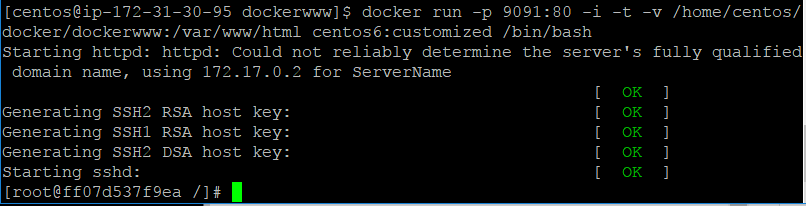 [centos@ip-172-31-30-95 dockerwww]$ docker run -p 9091:80 -i -t -v /home/centos/
docker/dockerwww:/var/www/html centos6:customized /bin/bash
Starting httpd: httpd: Could not reliably determine the server's fully qualified
 domain name, using 172.17.0.2 for ServerName
                                                           [  OK  ]
Generating SSH2 RSA host key:                              [  OK  ]
Generating SSH1 RSA host key:                              [  OK  ]
Generating SSH2 DSA host key:                              [  OK  ]
Starting sshd:                                             [  OK  ]
[root@ff07d537f9ea /]#